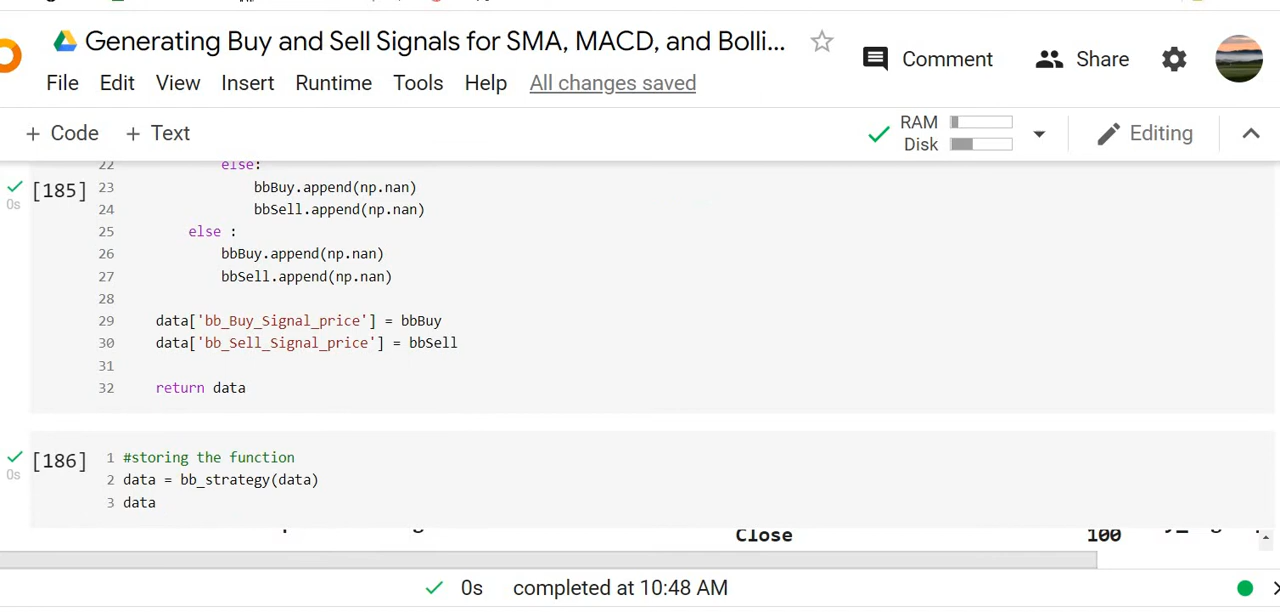 Generating Buy and Sell Signals for SMA, MACD, and Bolli...
Comment
Share
File Edit View Insert Runtime Tools Help All changes saved
+ Code + Text
RAM
Disk
Editing
22 else:
[185] 23 bbBuy.append(np.nan)
0s
24 bbSell.append(np.nan)
25 else :
26 bbBuy.append(np.nan)
27 bbSell.append(np.nan)
28
29 data['bb_Buy_Signal_price'] = bbBuy
30 data['bb_Sell_Signal_price'] = bbSell
31
32 return data
[186] 1 #storing the function
0s
2 data = bb_strategy(data)
3 data
Close 100
0s completed at 10:48 AM